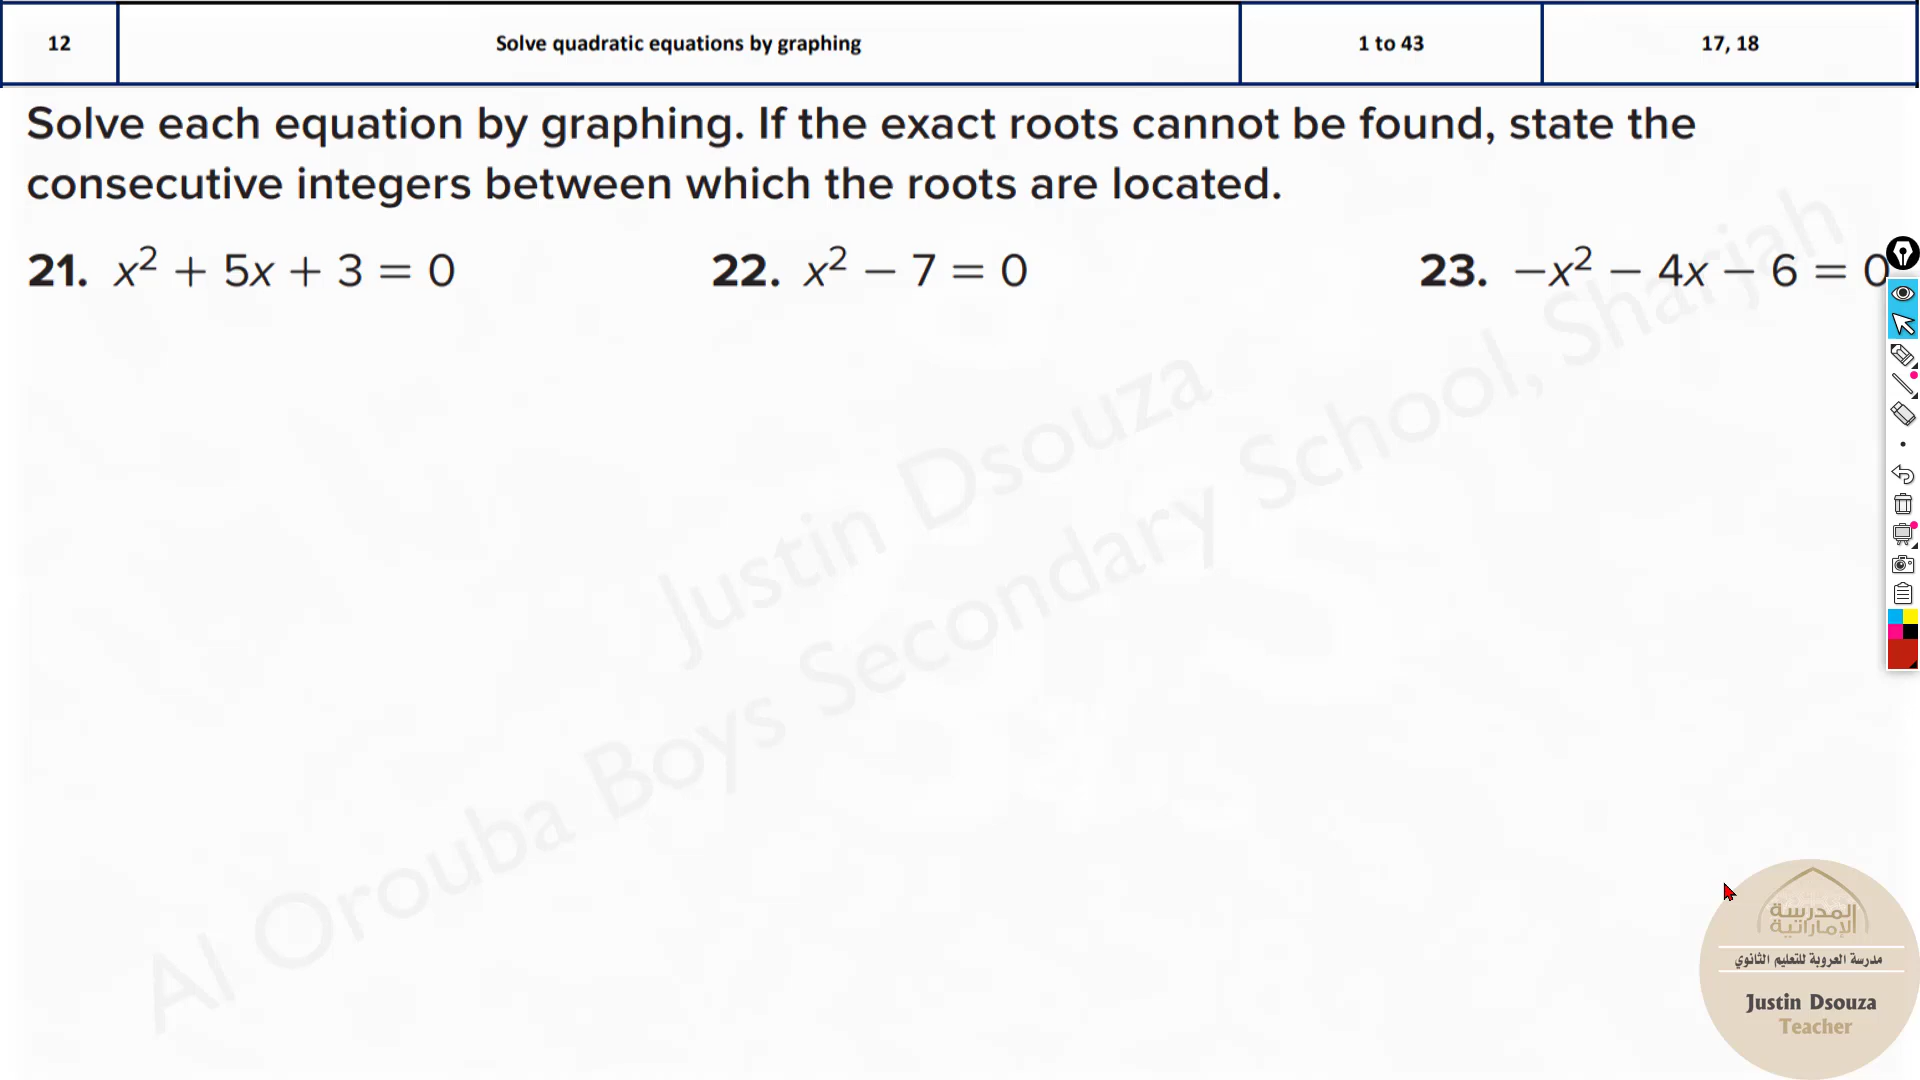 12 Solve quadratic equations by graphing 1 to 43 17, 18
Solve each equation by graphing. If the exact roots cannot be found, state the
consecutive integers between which the roots are located.
21. x² + 5x + 3 = 0 22. x² − 7 = 0 23. −x² − 4x − 6 = 0
Justin Dsouza
Al Orouba Boys Secondary School, Sharjah
المدرسة
الإماراتية
مدرسة العروبة للتعليم الثانوي
Justin Dsouza
Teacher